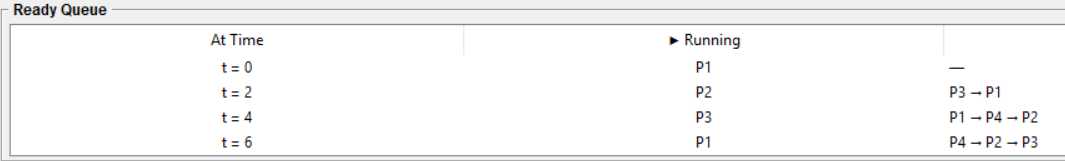 Ready Queue
At Time ► Running
t = 0 P1 —
t = 2 P2 P3 → P1
t = 4 P3 P1 → P4 → P2
t = 6 P1 P4 → P2 → P3